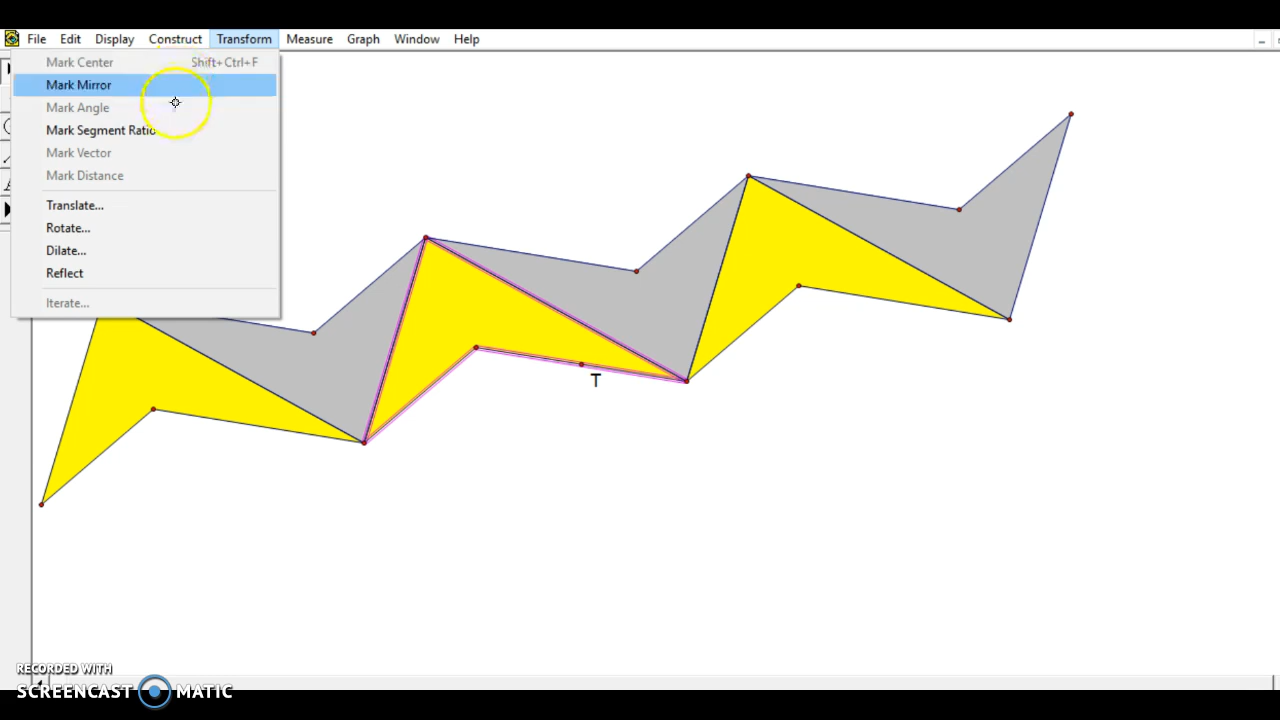 File Edit Display Construct Transform Measure Graph Window Help
Mark Center Shift+Ctrl+F
Mark Mirror
Mark Angle
Mark Segment Ratio
Mark Vector
Mark Distance
Translate...
Rotate...
Dilate...
Reflect
Iterate...
T
RECORDED WITH
SCREENCAST MATIC